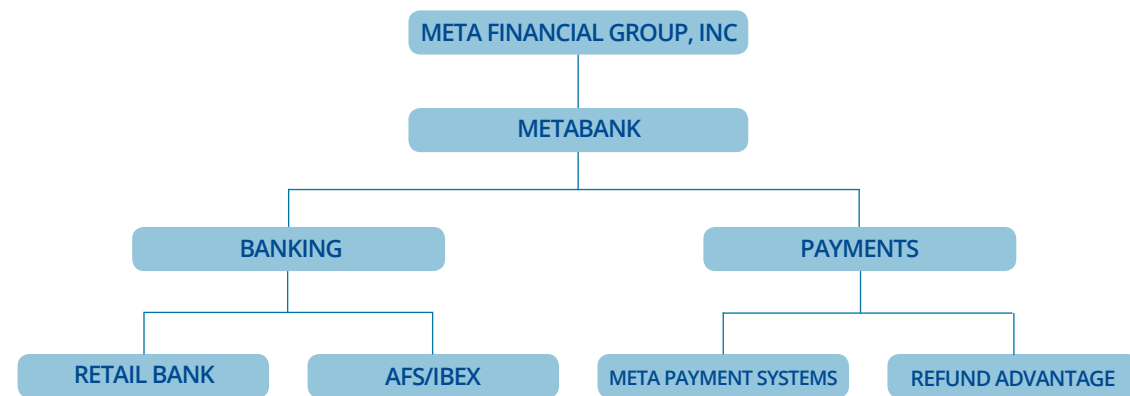 META FINANCIAL GROUP, INC
METABANK
BANKING
PAYMENTS
RETAIL BANK
AFS/IBEX
META PAYMENT SYSTEMS
REFUND ADVANTAGE